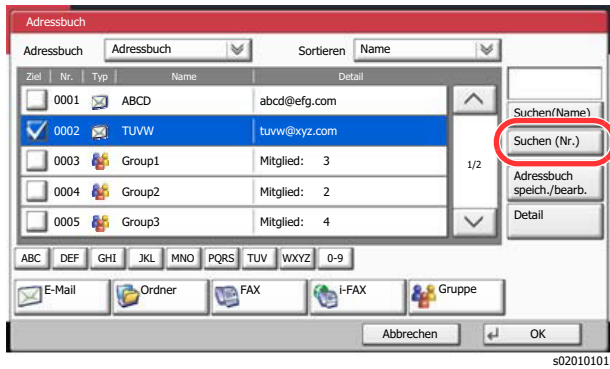 Adressbuch
Adressbuch Adressbuch Sortieren Name
Ziel Nr. Typ Name Detail
0001 ABCD abcd@efg.com
0002 TUVW tuvw@xyz.com
0003 Group1 Mitglied: 3
0004 Group2 Mitglied: 2
0005 Group3 Mitglied: 4
1/2
Suchen(Name)
Suchen (Nr.)
Adressbuch
speich./bearb.
Detail
ABC DEF GHI JKL MNO PQRS TUV WXYZ 0-9
E-Mail Ordner FAX i-FAX Gruppe
Abbrechen OK
s02010101